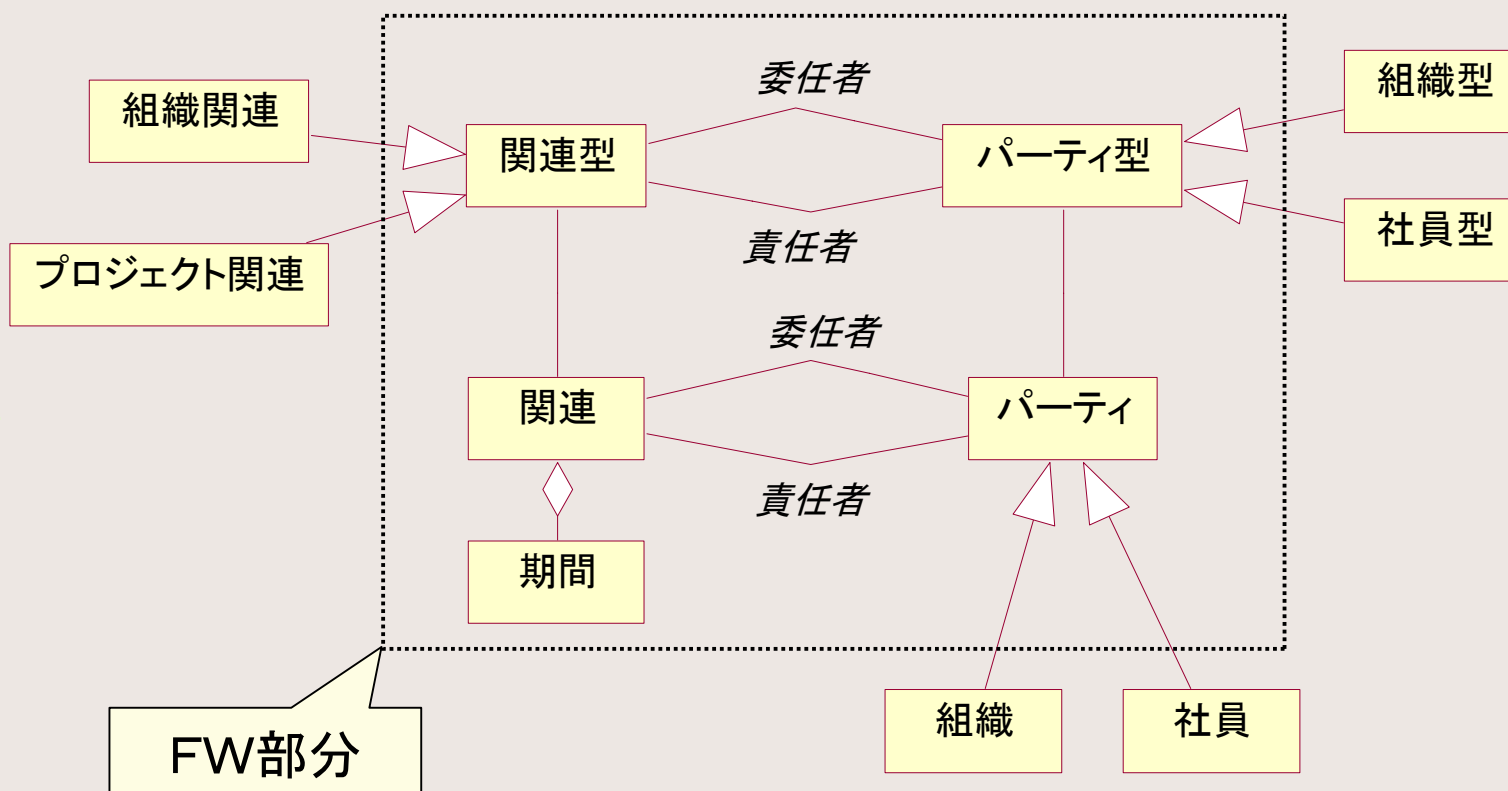 委任者
組織関連
関連型
パーティ型
組織型
責任者
社員型
プロジェクト関連
委任者
関連
パーティ
責任者
期間
組織
社員
FW部分